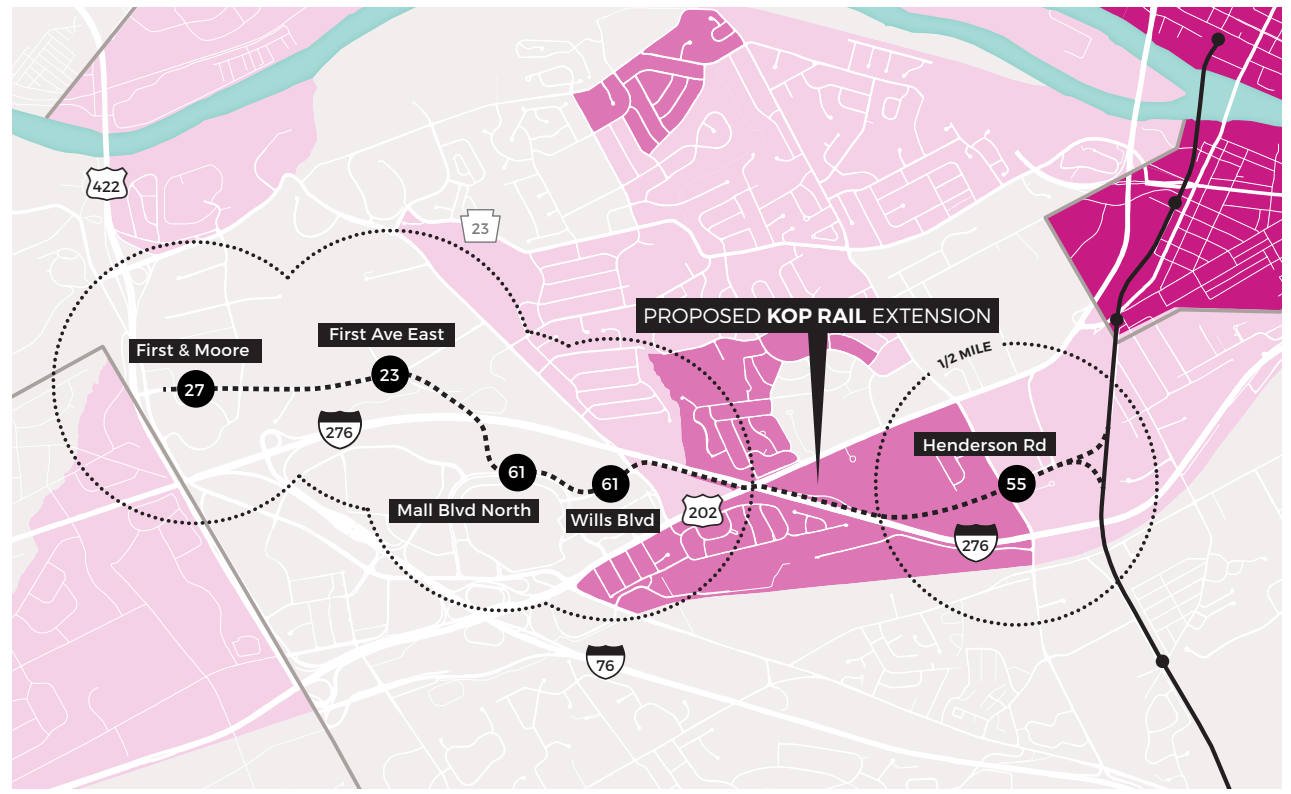 422
23
PROPOSED KOP RAIL EXTENSION
First Ave East
First & Moore
1/2 MILE
23
27
276
Henderson Rd
61
61
55
Mall Blvd North
Wills Blvd
202
276
76